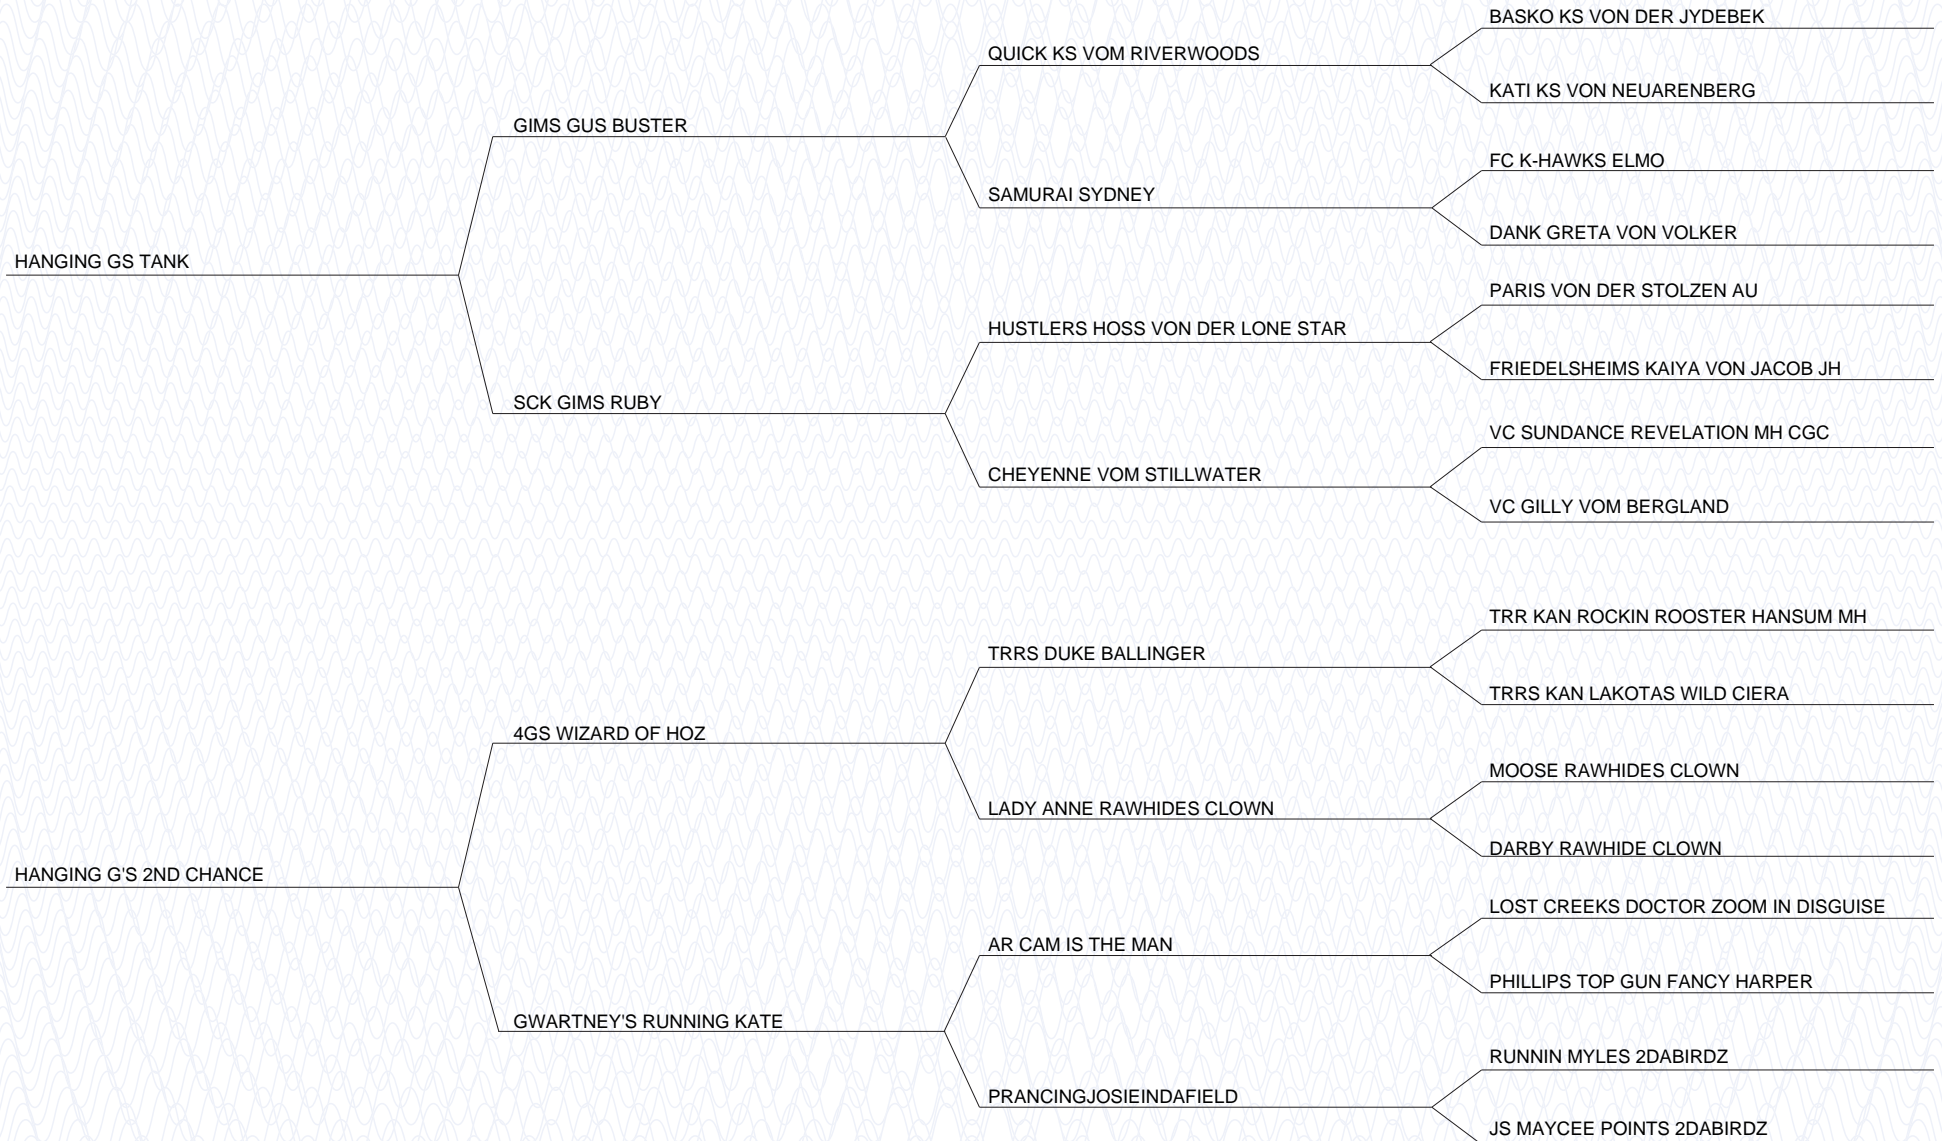 BASKO KS VON DER JYDEBEK
QUICK KS VOM RIVERWOODS
KATI KS VON NEUARENBERG
GIMS GUS BUSTER
FC K-HAWKS ELMO
SAMURAI SYDNEY
DANK GRETA VON VOLKER
HANGING GS TANK
PARIS VON DER STOLZEN AU
HUSTLERS HOSS VON DER LONE STAR
FRIEDELSHEIMS KAIYA VON JACOB JH
SCK GIMS RUBY
VC SUNDANCE REVELATION MH CGC
CHEYENNE VOM STILLWATER
VC GILLY VOM BERGLAND
TRR KAN ROCKIN ROOSTER HANSUM MH
TRRS DUKE BALLINGER
TRRS KAN LAKOTAS WILD CIERA
4GS WIZARD OF HOZ
MOOSE RAWHIDES CLOWN
LADY ANNE RAWHIDES CLOWN
DARBY RAWHIDE CLOWN
HANGING G'S 2ND CHANCE
LOST CREEKS DOCTOR ZOOM IN DISGUISE
AR CAM IS THE MAN
PHILLIPS TOP GUN FANCY HARPER
GWARTNEY'S RUNNING KATE
RUNNIN MYLES 2DABIRDZ
PRANCINGJOSIEINDAFIELD
JS MAYCEE POINTS 2DABIRDZ